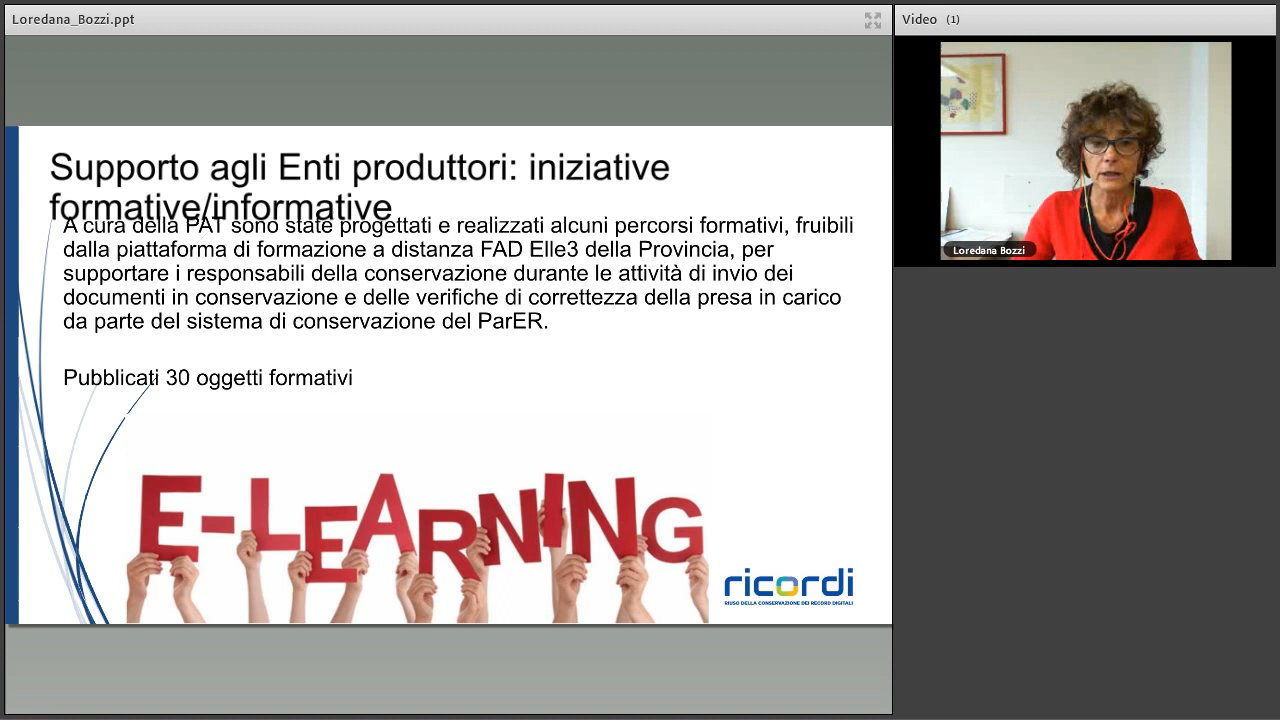 Loredana_Bozzi.ppt
Video (1)
Loredana Bozzi
Supporto agli Enti produttori: iniziative
formative/informative
A cura della PAT sono state progettati e realizzati alcuni percorsi formativi, fruibili
dalla piattaforma di formazione a distanza FAD Elle3 della Provincia, per
supportare i responsabili della conservazione durante le attività di invio dei
documenti in conservazione e delle verifiche di correttezza della presa in carico
da parte del sistema di conservazione del ParER.
Pubblicati 30 oggetti formativi
E-LEARNING
ricordi
RIUSO DELLA CONSERVAZIONE DEI RECORD DIGITALI